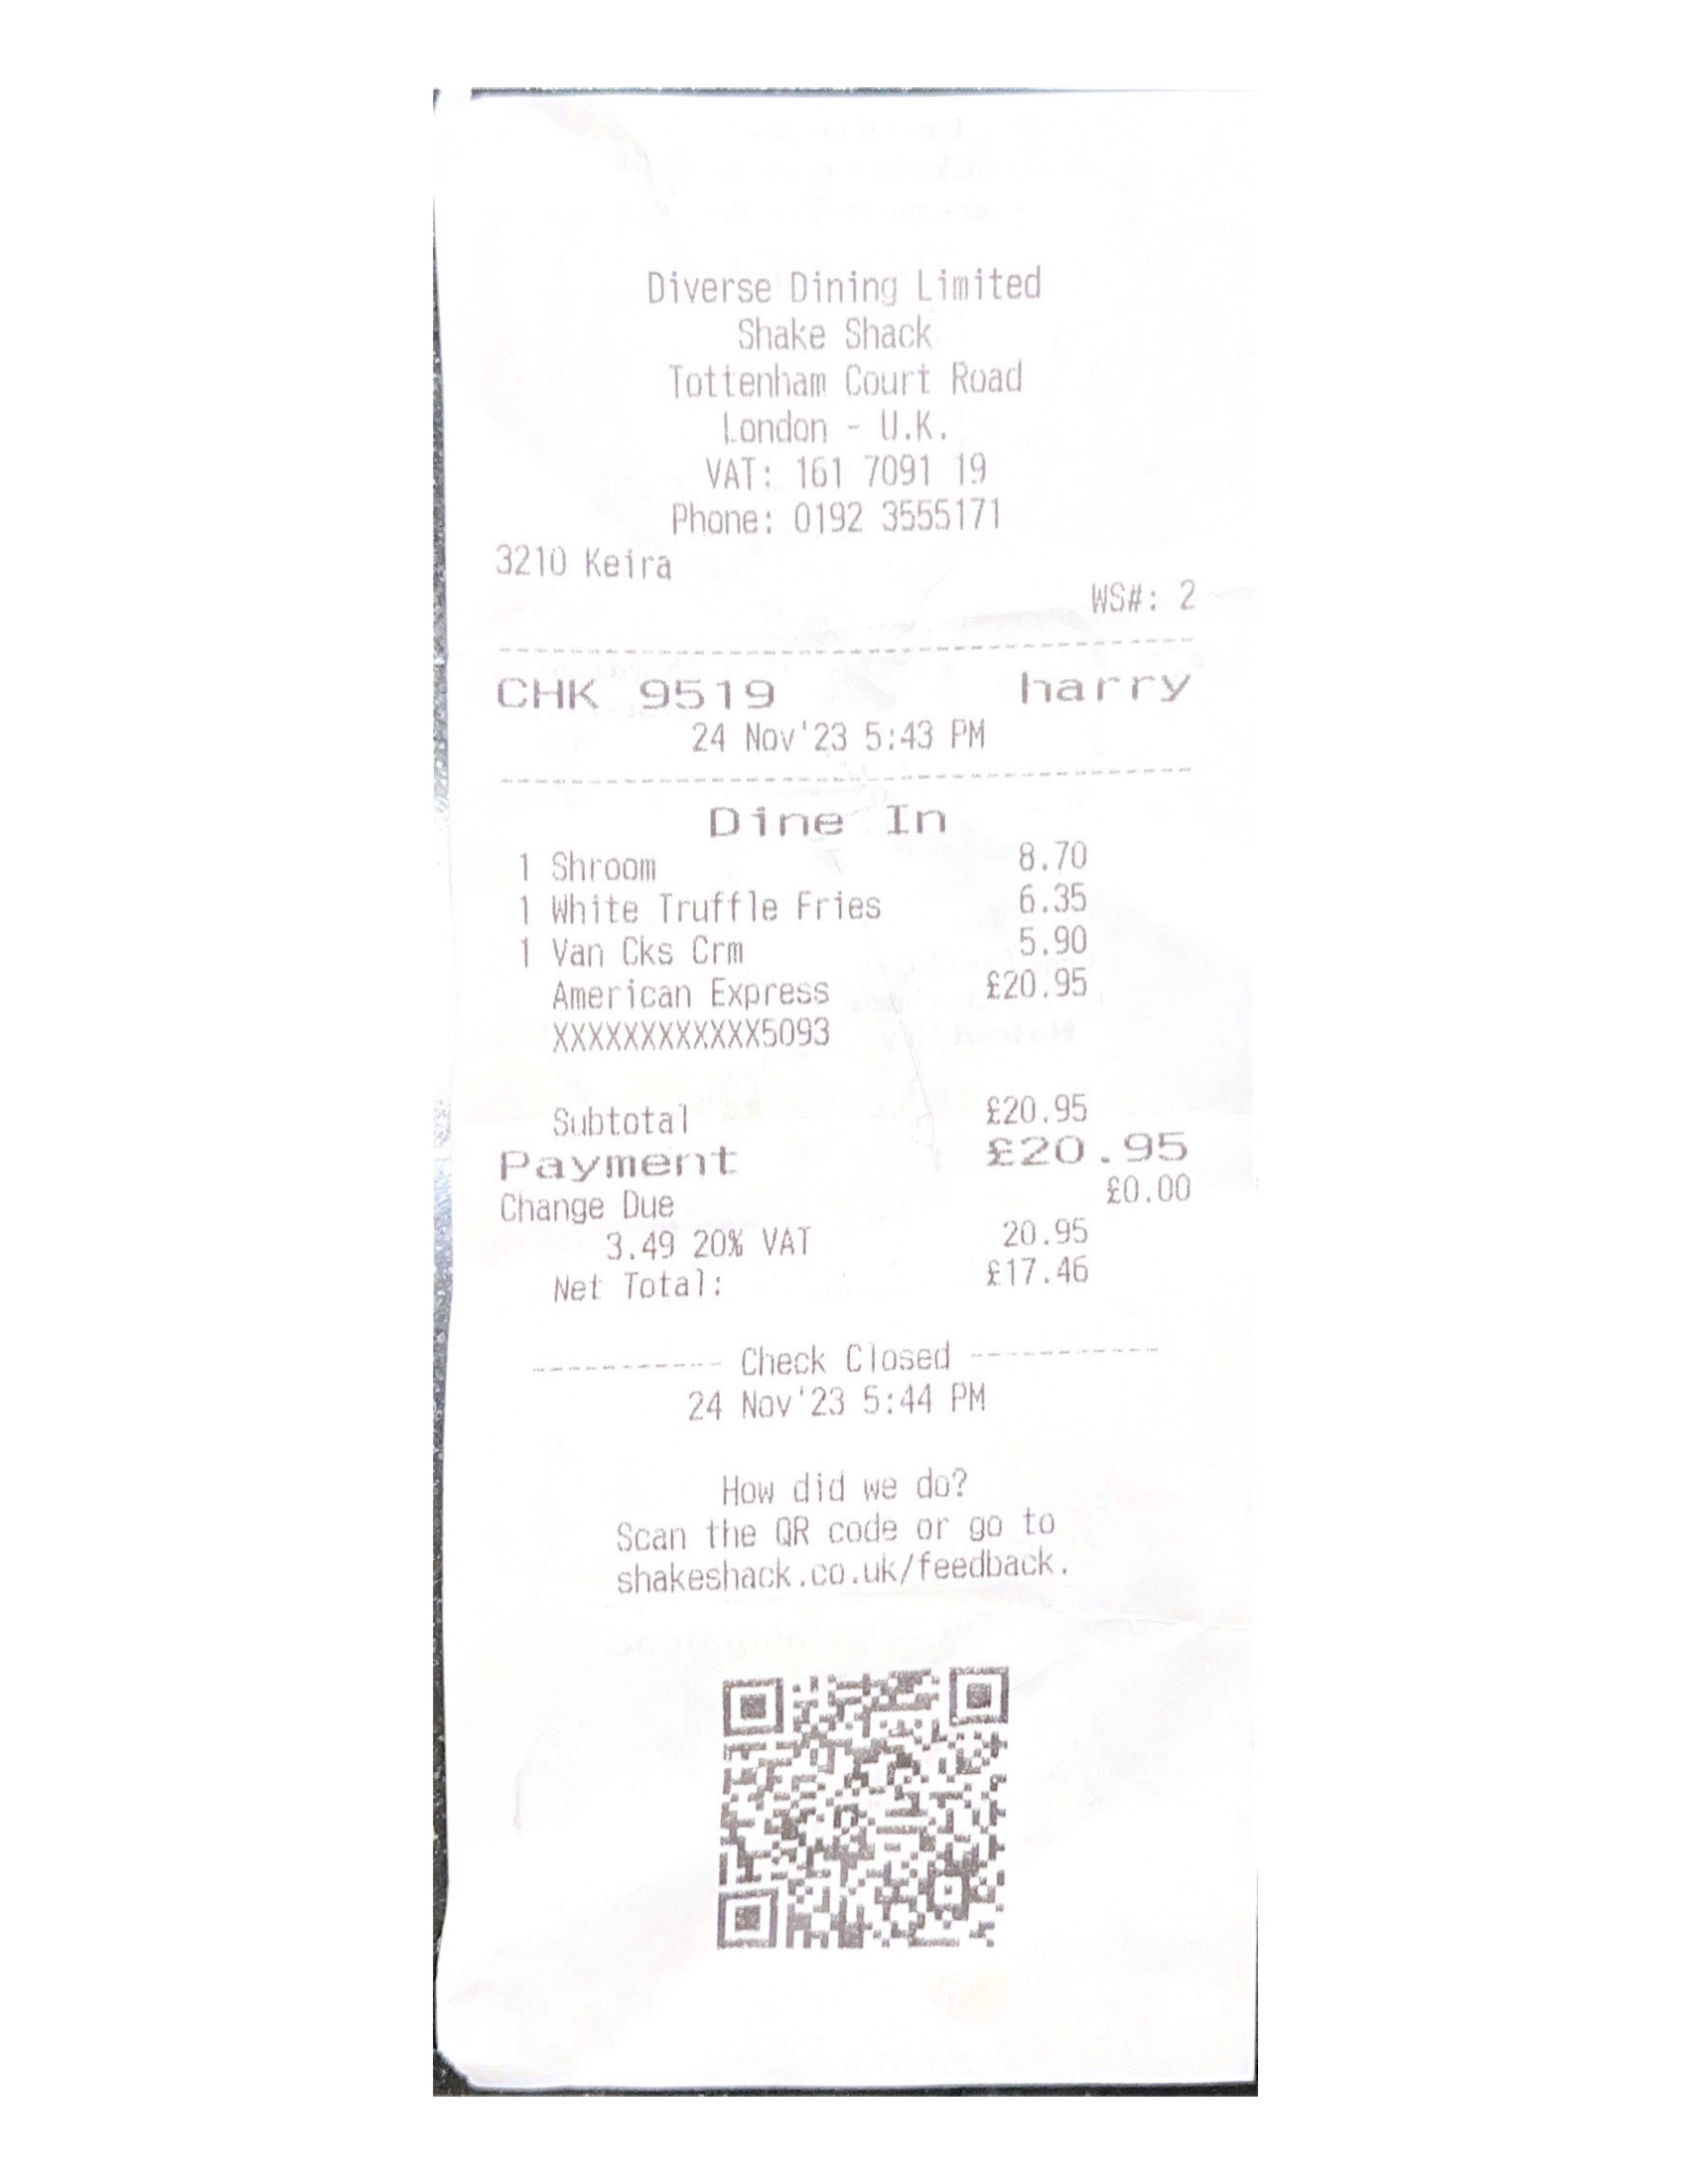 Diverse Dining Limited
Shake Shack
Tottenham Court Road
London - U.K.
VAT: 161 7091 19
Phone: 0192 3555171
3210 Keira
WS#: 2
CHK 9519 harry
24 Nov'23 5:43 PM
Dine In
1 Shroom 8.70
1 White Truffle Fries 6.35
1 Van Cks Crm 5.90
American Express £20.95
XXXXXXXXXXXX5093
Subtotal £20.95
Payment £20.95
Change Due £0.00
3.49 20% VAT 20.95
Net Total: £17.46
------------ Check Closed ------------
24 Nov'23 5:44 PM
How did we do?
Scan the QR code or go to
shakeshack.co.uk/feedback.